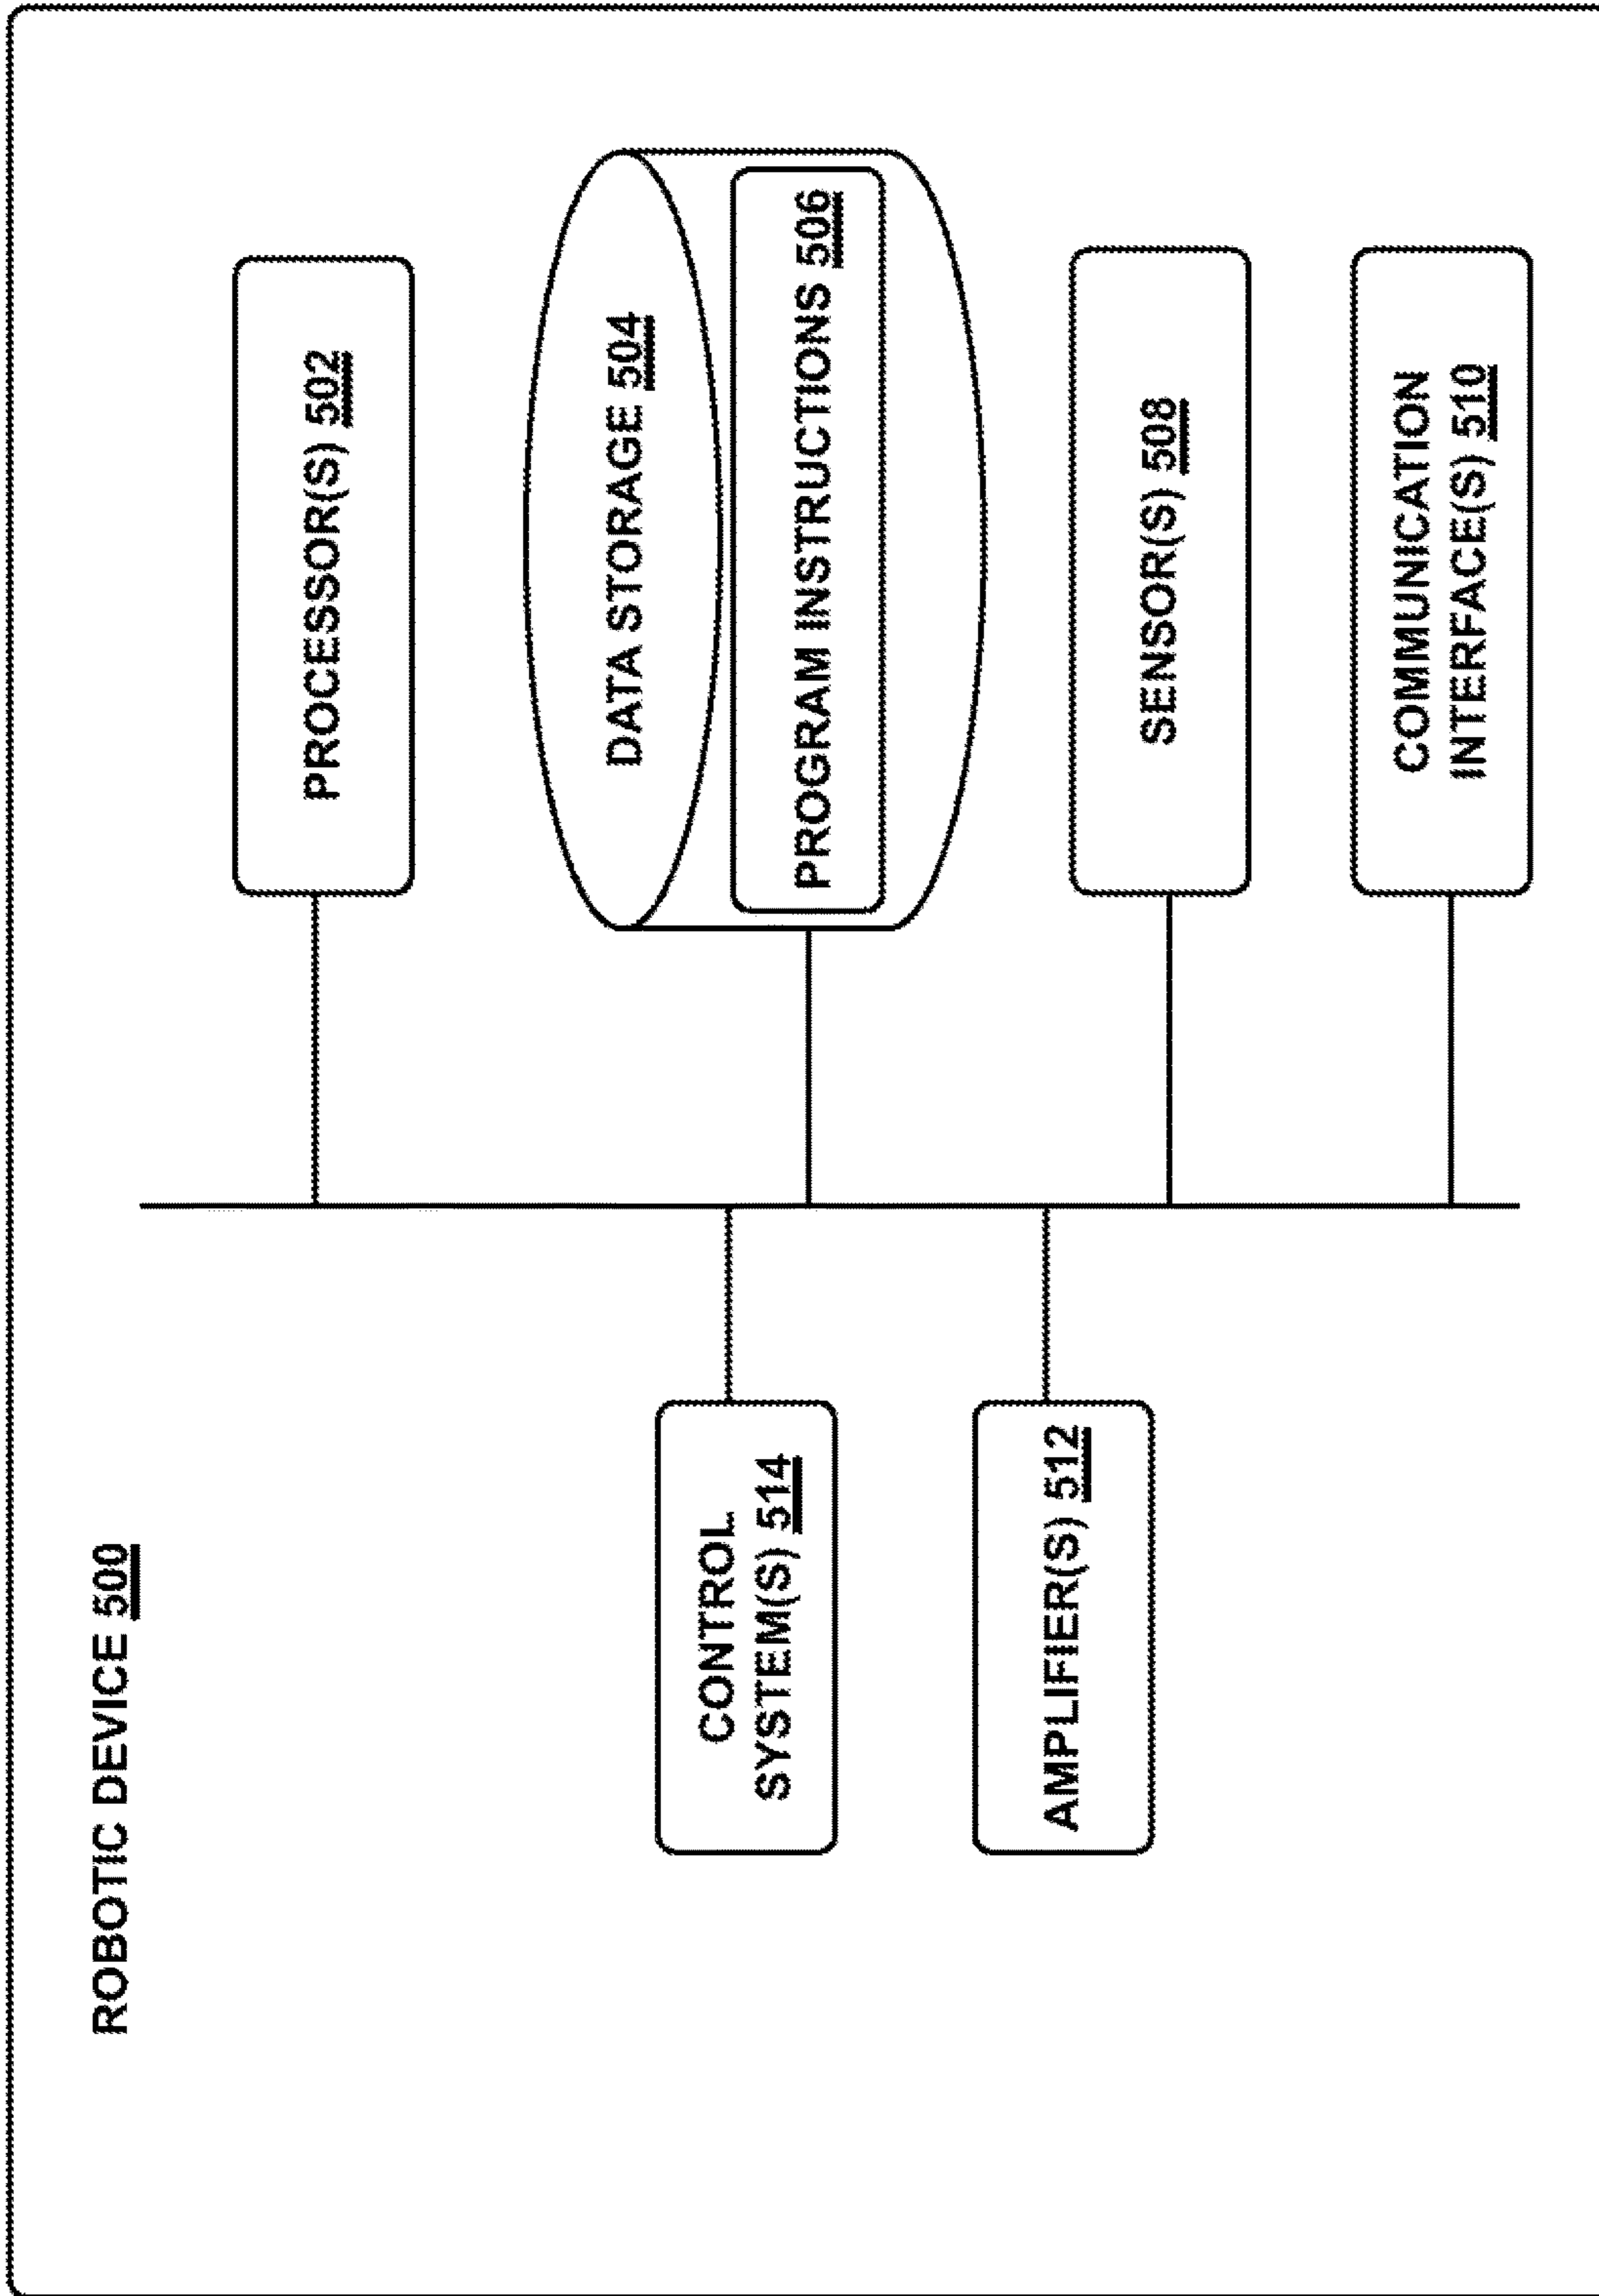 ROBOTIC DEVICE 500
PROCESSOR(S) 502
DATA STORAGE 504
PROGRAM INSTRUCTIONS 506
CONTROL
SYSTEM(S) 514
AMPLIFIER(S) 512
SENSOR(S) 508
COMMUNICATION
INTERFACE(S) 510